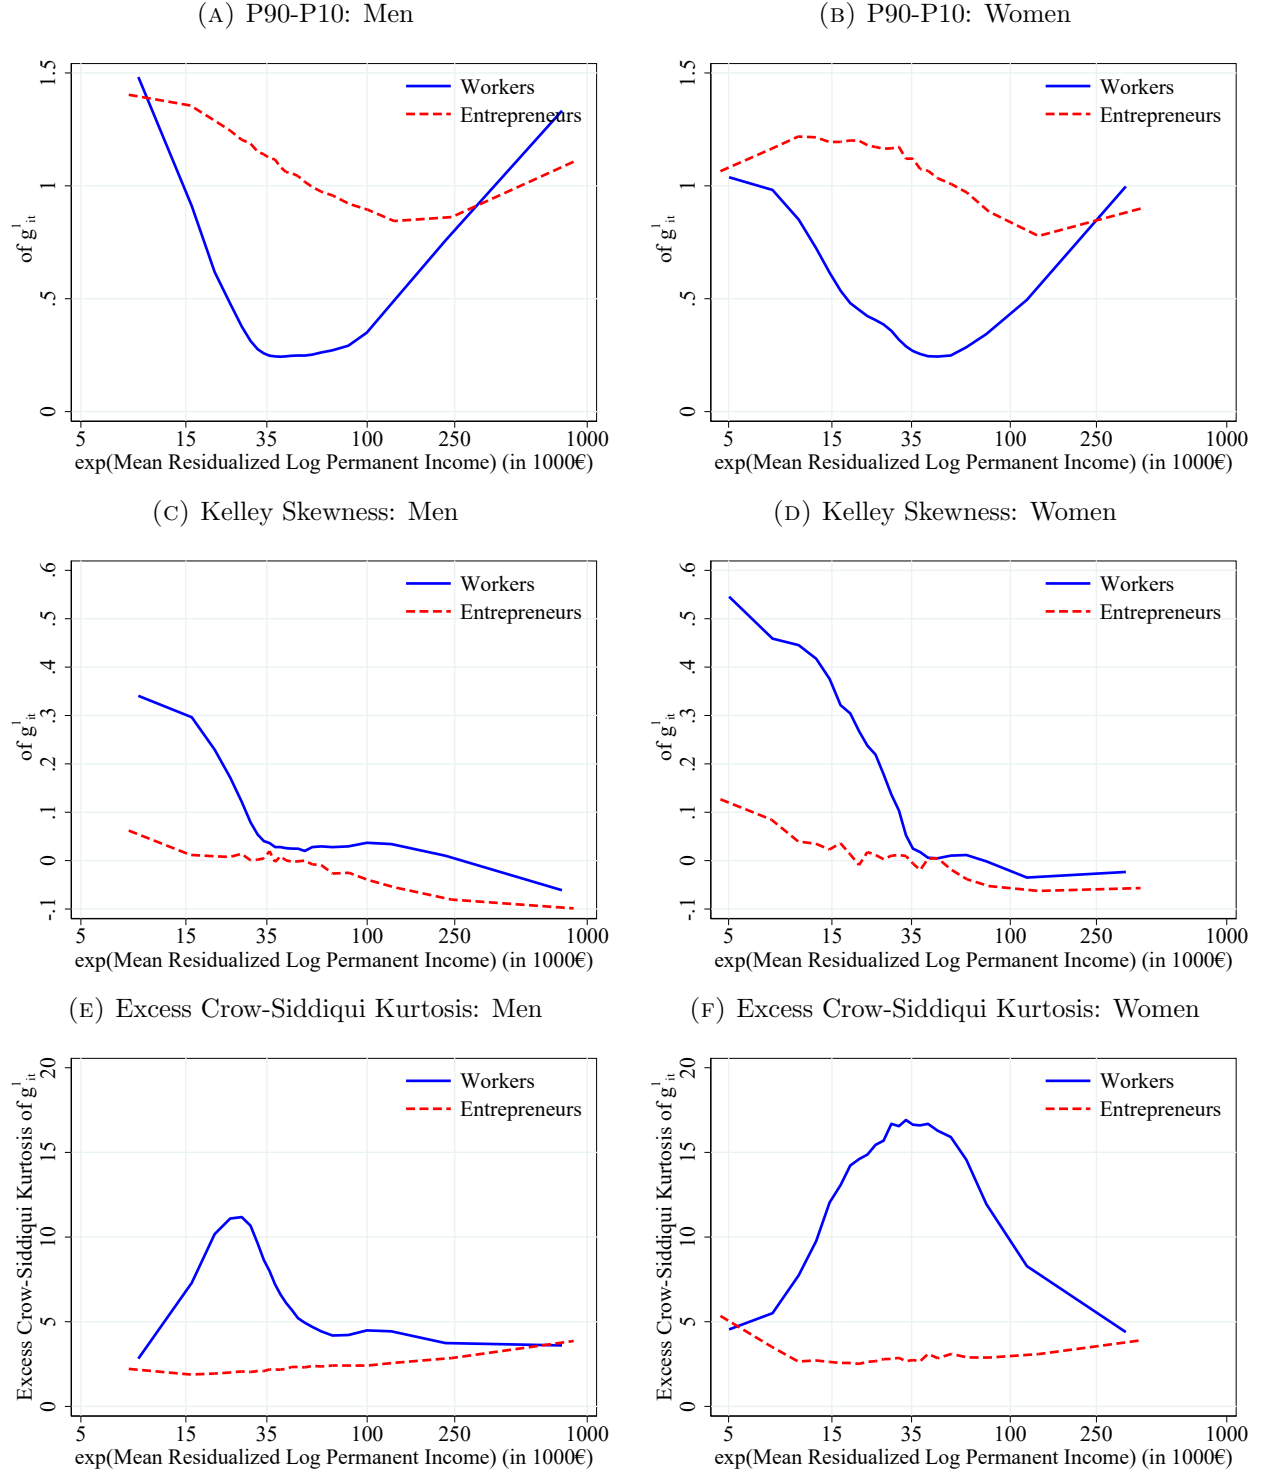 (A) P90-P10: Men
of g¹ᵢₜ
1.5
1
.5
0
Workers
Entrepreneurs
5 15 35 100 250 1000
exp(Mean Residualized Log Permanent Income) (in 1000€)
(B) P90-P10: Women
of g¹ᵢₜ
1.5
1
.5
0
Workers
Entrepreneurs
5 15 35 100 250 1000
exp(Mean Residualized Log Permanent Income) (in 1000€)
(C) Kelley Skewness: Men
of g¹ᵢₜ
.6
.5
.4
.3
.2
.1
0
-.1
Workers
Entrepreneurs
5 15 35 100 250 1000
exp(Mean Residualized Log Permanent Income) (in 1000€)
(D) Kelley Skewness: Women
of g¹ᵢₜ
.6
.5
.4
.3
.2
.1
0
-.1
Workers
Entrepreneurs
5 15 35 100 250 1000
exp(Mean Residualized Log Permanent Income) (in 1000€)
(E) Excess Crow-Siddiqui Kurtosis: Men
Excess Crow-Siddiqui Kurtosis of g¹ᵢₜ
20
15
10
5
0
Workers
Entrepreneurs
5 15 35 100 250 1000
exp(Mean Residualized Log Permanent Income) (in 1000€)
(F) Excess Crow-Siddiqui Kurtosis: Women
Excess Crow-Siddiqui Kurtosis of g¹ᵢₜ
20
15
10
5
0
Workers
Entrepreneurs
5 15 35 100 250 1000
exp(Mean Residualized Log Permanent Income) (in 1000€)